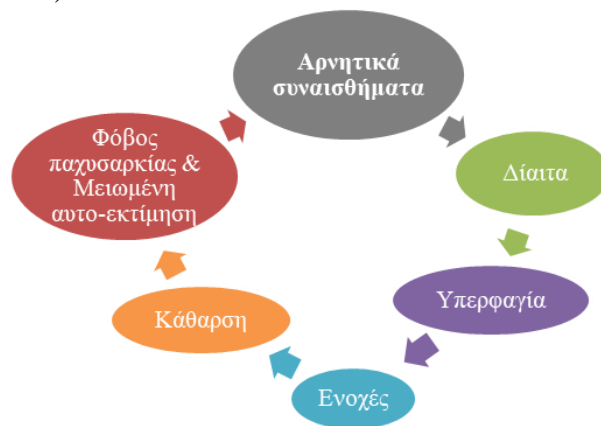 Αρνητικά
συναισθήματα
Δίαιτα
Υπερφαγία
Ενοχές
Κάθαρση
Φόβος
παχυσαρκίας &
Μειωμένη
αυτο-εκτίμηση